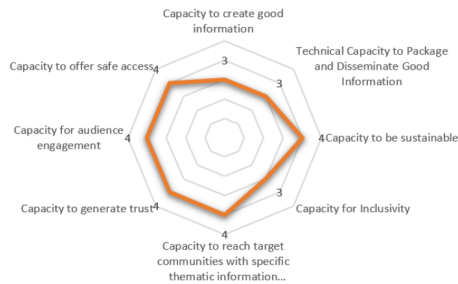 Capacity to create good
information
3
Technical Capacity to Package
and Disseminate Good
Information
3
Capacity to offer safe access
4
Capacity for audience
engagement
4
4
Capacity to be sustainable
Capacity to generate trust
4
3
Capacity for Inclusivity
4
Capacity to reach target
communities with specific
thematic information…